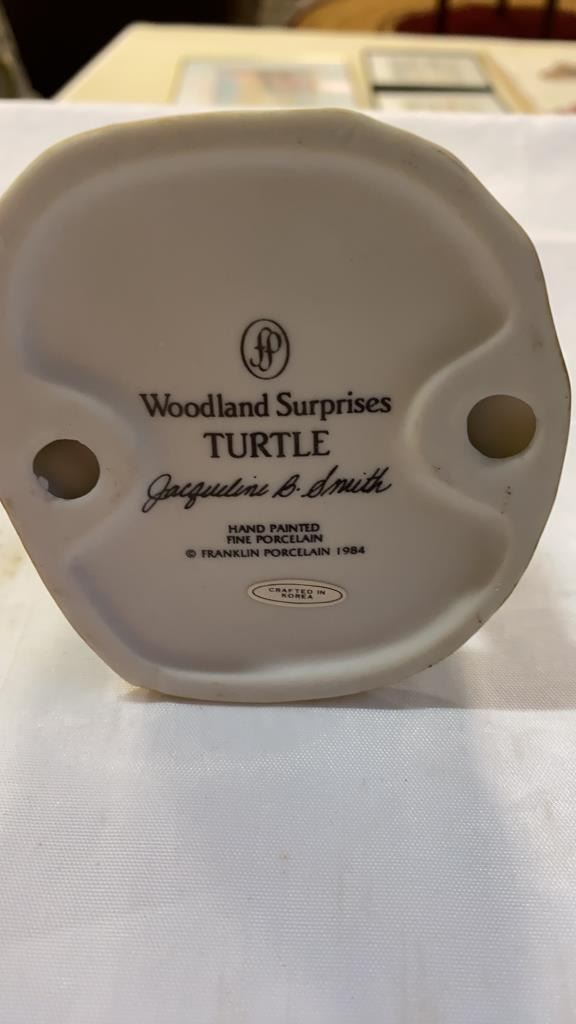 FP
Woodland Surprises
TURTLE
Jacqueline B. Smith
HAND PAINTED
FINE PORCELAIN
© FRANKLIN PORCELAIN 1984
CRAFTED IN
KOREA